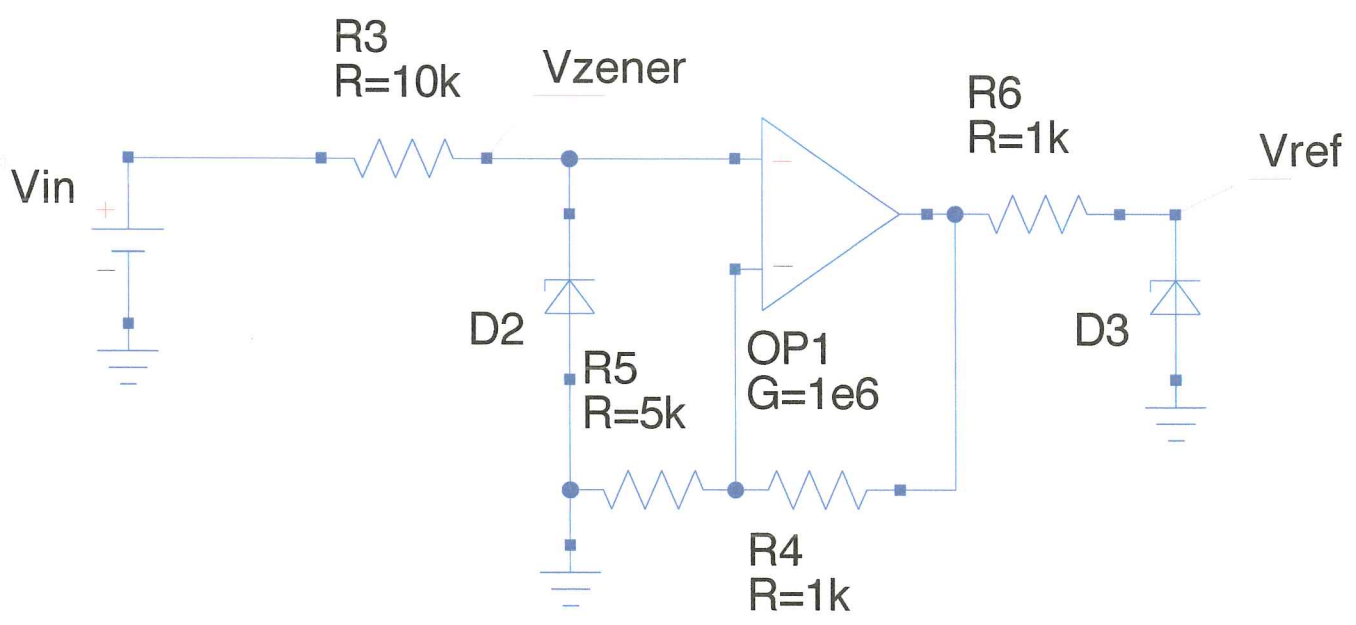 R3
R=10k
Vzener
R6
R=1k
Vref
Vin
+
−
−
−
D2
R5
R=5k
OP1
G=1e6
D3
R4
R=1k